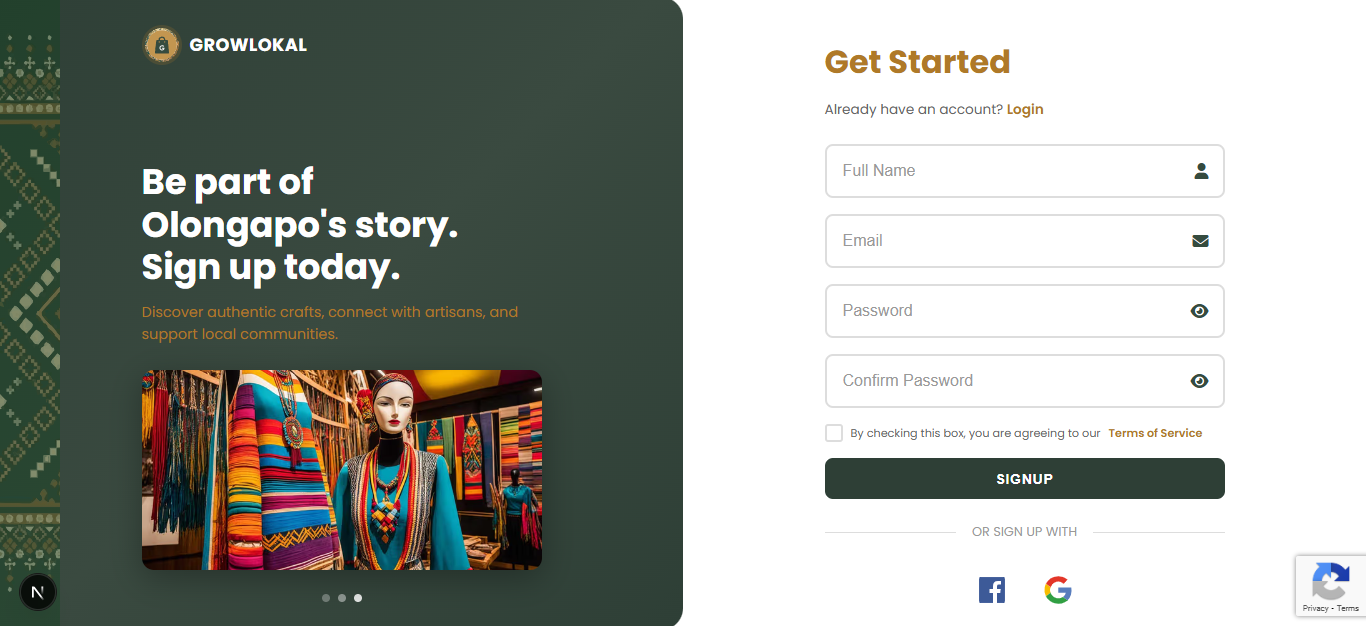 GROWLOKAL
Be part of
Olongapo's story.
Sign up today.
Discover authentic crafts, connect with artisans, and
support local communities.
N
Get Started
Already have an account? Login
Full Name
Email
Password
Confirm Password
By checking this box, you are agreeing to our Terms of Service
SIGNUP
OR SIGN UP WITH
Privacy - Terms